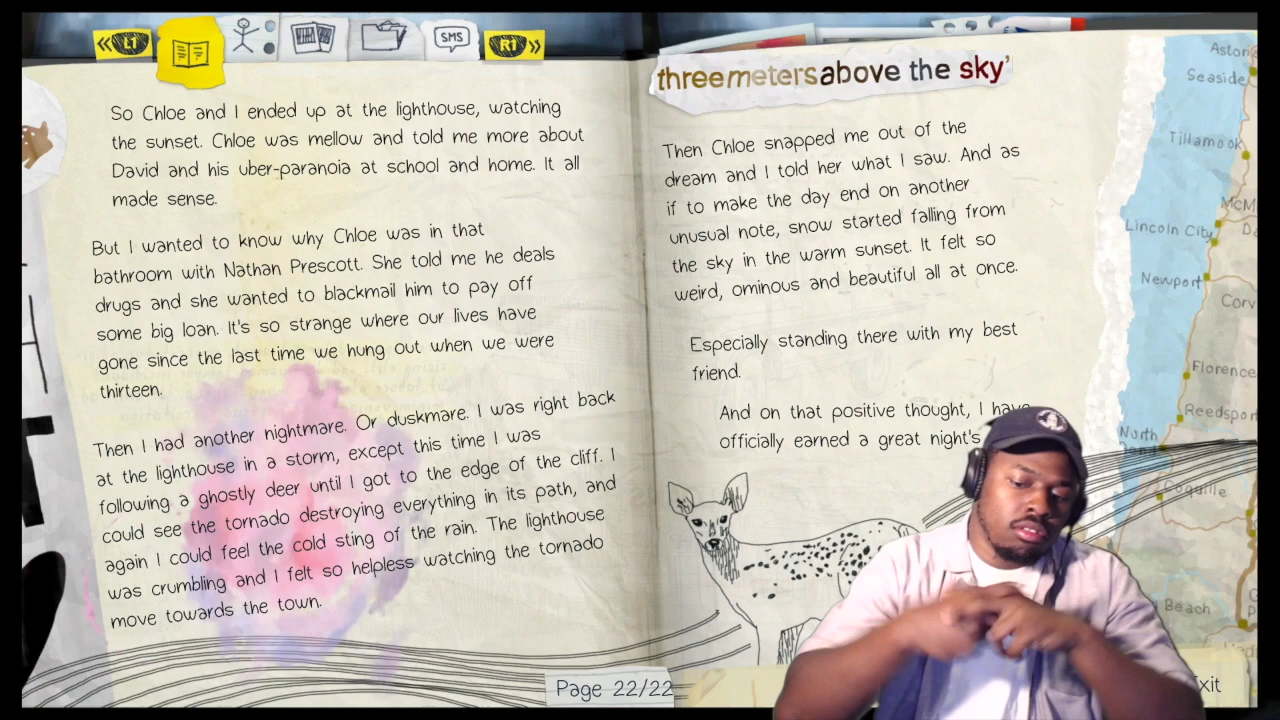 L1
SMS
R1
So Chloe and I ended up at the lighthouse, watching
the sunset. Chloe was mellow and told me more about
David and his uber-paranoia at school and home. It all
made sense.
But I wanted to know why Chloe was in that
bathroom with Nathan Prescott. She told me he deals
drugs and she wanted to blackmail him to pay off
some big loan. It's so strange where our lives have
gone since the last time we hung out when we were
thirteen.
Then I had another nightmare. Or duskmare. I was right back
at the lighthouse in a storm, except this time I was
following a ghostly deer until I got to the edge of the cliff. I
could see the tornado destroying everything in its path, and
again I could feel the cold sting of the rain. The lighthouse
was crumbling and I felt so helpless watching the tornado
move towards the town.
Page 22/22
three meters above the sky'
Then Chloe snapped me out of the
dream and I told her what I saw. And as
if to make the day end on another
unusual note, snow started falling from
the sky in the warm sunset. It felt so
weird, ominous and beautiful all at once.
Especially standing there with my best
friend.
And on that positive thought, I have
officially earned a great night's
Seaside
Tillamook
Lincoln City
Newport
Florence
Reedsport
North
Coquille
Beach